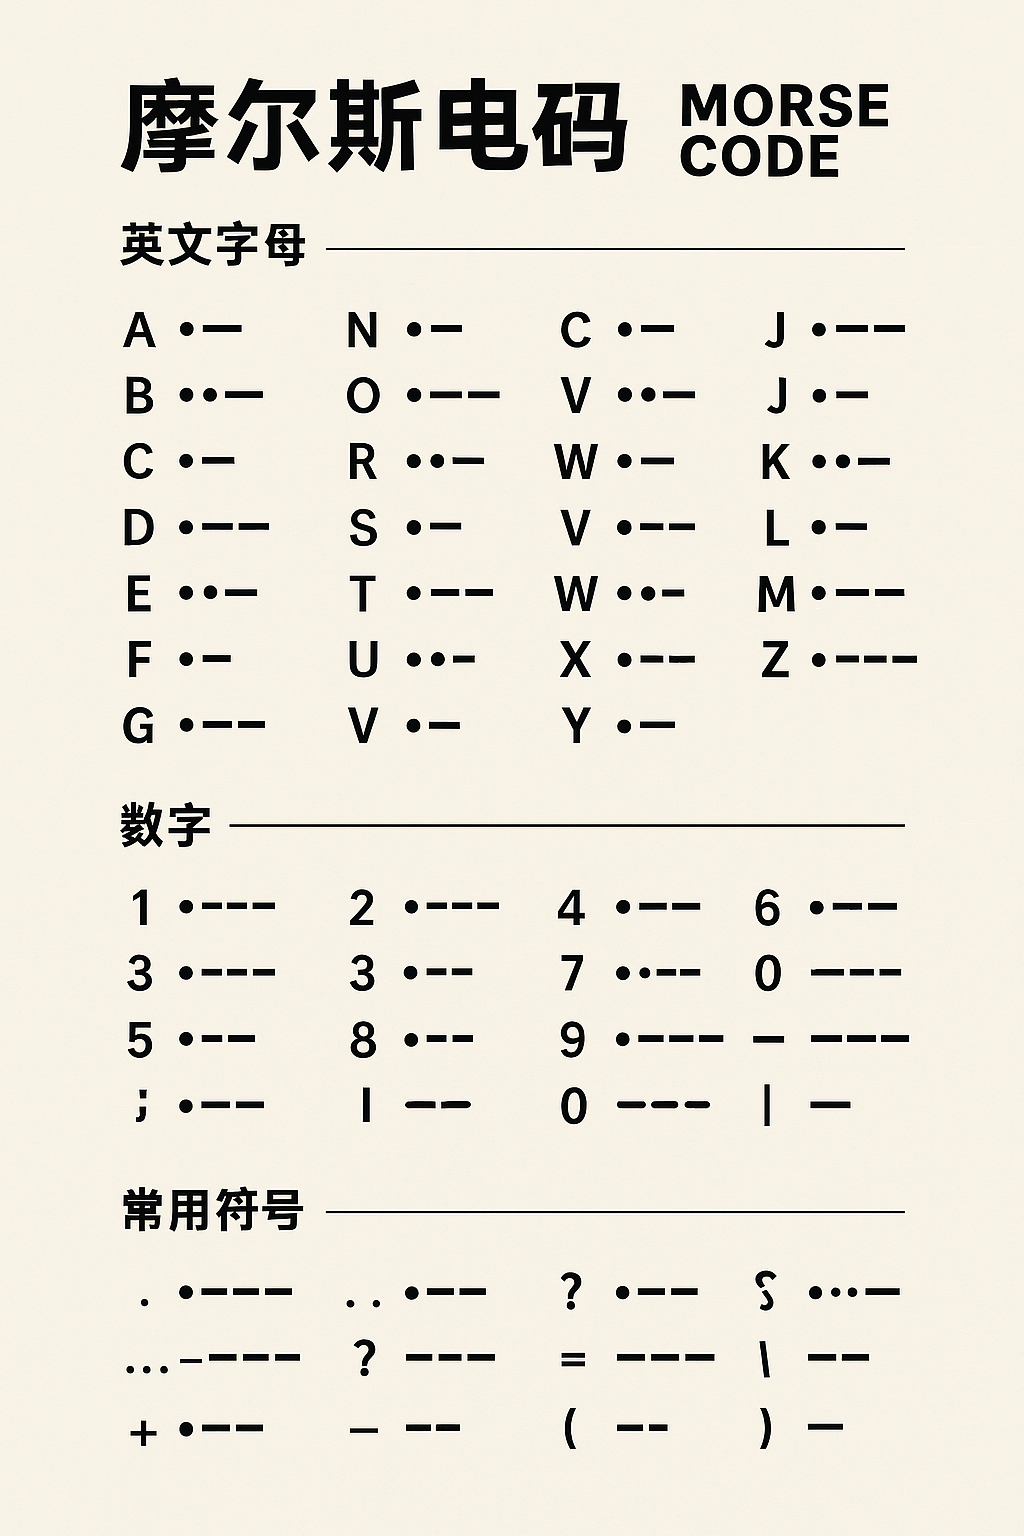 摩尔斯电码 MORSE CODE
英文字母
A •— N •— C •— J •——
B ••— O •—— V ••— J •—
C •— R ••— W •— K ••—
D •—— S •— V •—— L •—
E ••— T •—— W ••— M •——
F •— U ••— X •—— Z •———
G •—— V •— Y •—
数字
1 •——— 2 •——— 4 •—— 6 •——
3 •——— 3 •—— 7 ••—— 0 ———
5 •—— 8 •—— 9 •——— — ———
; •—— I —— 0 ——— | —
常用符号
. •——— . . •—— ? •—— •••—
... ———— ? ——— = ——— \ ——
+ •—— — —— ( —— ) —